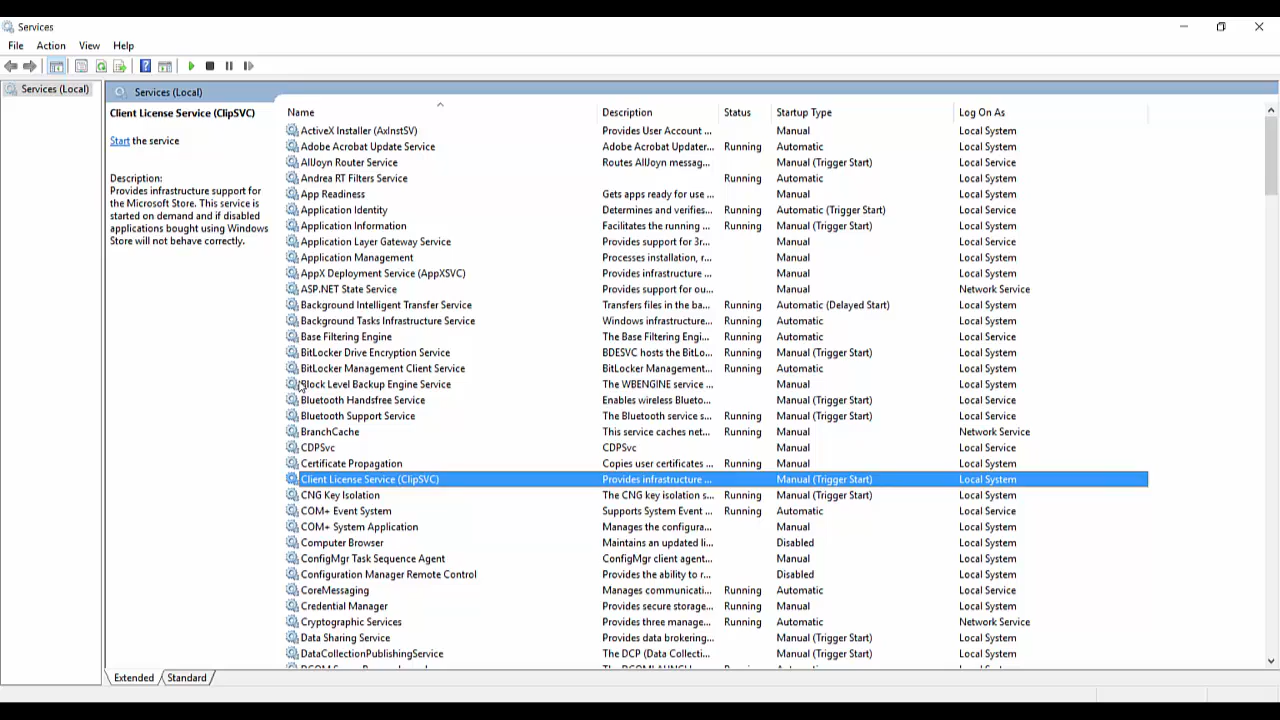 Services
File Action View Help
Services (Local)
Services (Local)
Client License Service (ClipSVC)
Start the service
Description:
Provides infrastructure support for
the Microsoft Store. This service is
started on demand and if disabled
applications bought using Windows
Store will not behave correctly.
Name Description Status Startup Type Log On As
ActiveX Installer (AxInstSV) Provides User Account ... Manual Local System
Adobe Acrobat Update Service Adobe Acrobat Updater... Running Automatic Local System
AllJoyn Router Service Routes AllJoyn messag... Manual (Trigger Start) Local Service
Andrea RT Filters Service Running Automatic Local System
App Readiness Gets apps ready for use ... Manual Local System
Application Identity Determines and verifies... Running Automatic (Trigger Start) Local Service
Application Information Facilitates the running ... Running Manual (Trigger Start) Local System
Application Layer Gateway Service Provides support for 3r... Manual Local Service
Application Management Processes installation, r... Manual Local System
AppX Deployment Service (AppXSVC) Provides infrastructure ... Manual Local System
ASP.NET State Service Provides support for ou... Manual Network Service
Background Intelligent Transfer Service Transfers files in the ba... Running Automatic (Delayed Start) Local System
Background Tasks Infrastructure Service Windows infrastructure... Running Automatic Local System
Base Filtering Engine The Base Filtering Engi... Running Automatic Local Service
BitLocker Drive Encryption Service BDESVC hosts the BitLo... Running Manual (Trigger Start) Local System
BitLocker Management Client Service BitLocker Management... Running Automatic Local System
Block Level Backup Engine Service The WBENGINE service ... Manual Local System
Bluetooth Handsfree Service Enables wireless Blueto... Manual (Trigger Start) Local Service
Bluetooth Support Service The Bluetooth service s... Running Manual (Trigger Start) Local Service
BranchCache This service caches net... Running Manual Network Service
CDPSvc CDPSvc Manual Local Service
Certificate Propagation Copies user certificates ... Running Manual Local System
Client License Service (ClipSVC) Provides infrastructure ... Manual (Trigger Start) Local System
CNG Key Isolation The CNG key isolation s... Running Manual (Trigger Start) Local System
COM+ Event System Supports System Event ... Running Automatic Local Service
COM+ System Application Manages the configura... Manual Local System
Computer Browser Maintains an updated li... Disabled Local System
ConfigMgr Task Sequence Agent ConfigMgr client agent... Manual Local System
Configuration Manager Remote Control Provides the ability to r... Disabled Local System
CoreMessaging Manages communicati... Running Automatic Local Service
Credential Manager Provides secure storage... Running Manual Local System
Cryptographic Services Provides three manage... Running Automatic Network Service
Data Sharing Service Provides data brokering... Manual (Trigger Start) Local System
DataCollectionPublishingService The DCP (Data Collecti... Manual (Trigger Start) Local System
Extended Standard